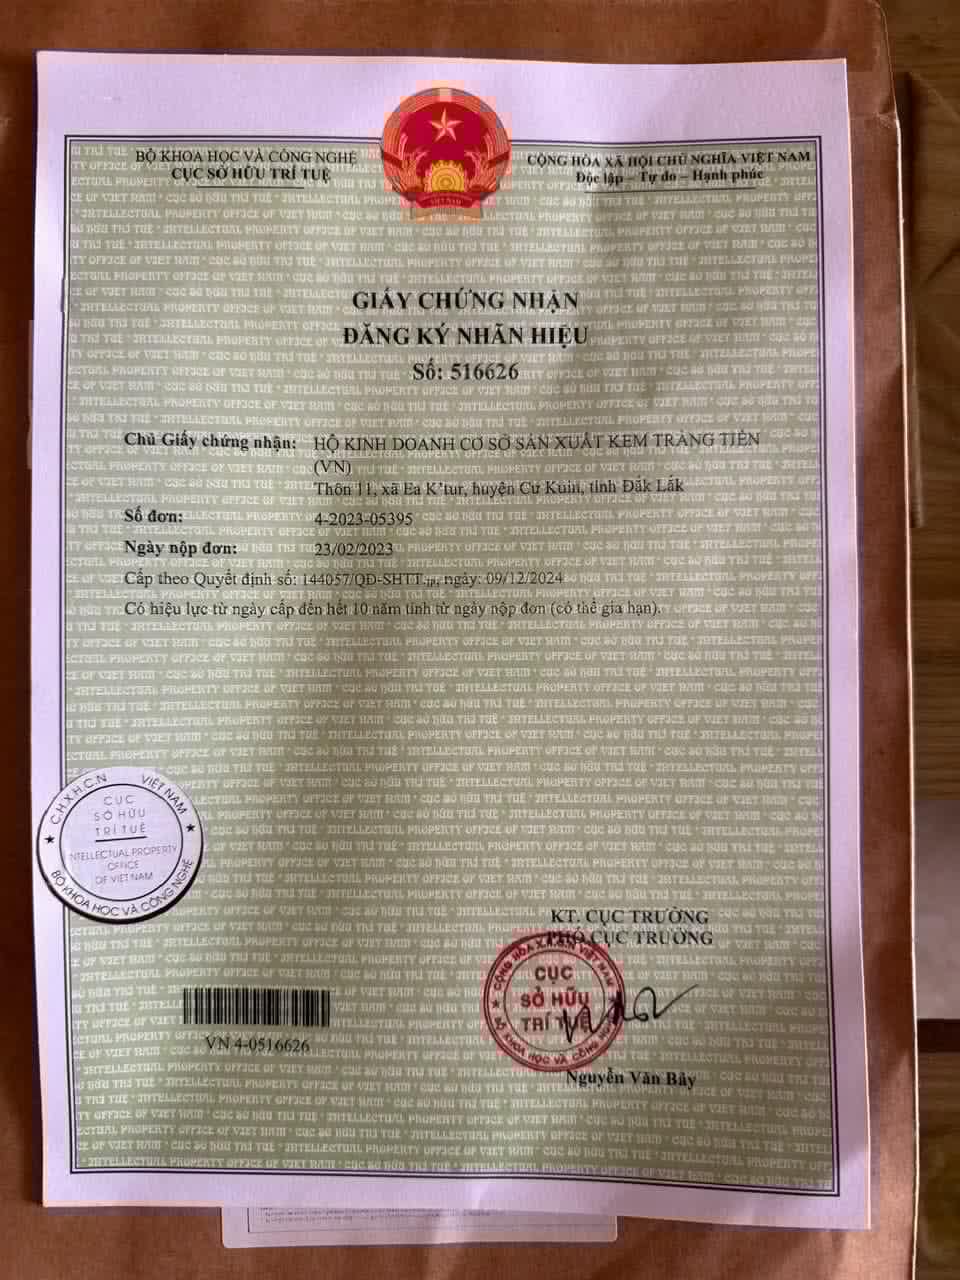 BỘ KHOA HỌC VÀ CÔNG NGHỆ
CỤC SỞ HỮU TRÍ TUỆ
CỘNG HÒA XÃ HỘI CHỦ NGHĨA VIỆT NAM
Độc lập - Tự do - Hạnh phúc
VIỆT NAM
GIẤY CHỨNG NHẬN
ĐĂNG KÝ NHÃN HIỆU
Số: 516626
Chủ Giấy chứng nhận: HỘ KINH DOANH CƠ SỞ SẢN XUẤT KEM TRÀNG TIỀN
(VN)
Thôn 11, xã Ea K'tur, huyện Cư Kuin, tỉnh Đắk Lắk
Số đơn: 4-2023-05395
Ngày nộp đơn: 23/02/2023
Cấp theo Quyết định số: 144057/QĐ-SHTT.IP, ngày: 09/12/2024
Có hiệu lực từ ngày cấp đến hết 10 năm tính từ ngày nộp đơn (có thể gia hạn).
C.H.X.H.C.N VIỆT NAM
CỤC
SỞ HỮU
TRÍ TUỆ
INTELLECTUAL PROPERTY
OFFICE
OF VIET NAM
BỘ KHOA HỌC VÀ CÔNG NGHỆ
KT. CỤC TRƯỞNG
PHÓ CỤC TRƯỞNG
CỤC
SỞ HỮU
TRÍ TUỆ
VN 4-0516626
Nguyễn Văn Bảy